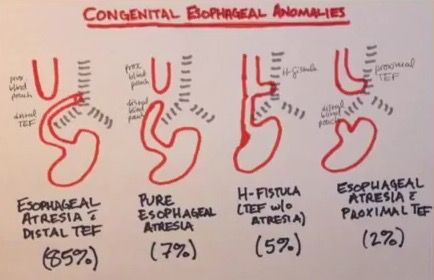 CONGENITAL ESOPHAGEAL ANOMALIES
prox
blind
pouch
distal
TEF
prox.
blind
pouch
distal
blind
pouch
H-fistula
proximal
TEF
distal
blind
pouch
ESOPHAGEAL
ATRESIA c̄
DISTAL TEF
(85%)
PURE
ESOPHAGEAL
ATRESIA
(7%)
H-FISTULA
(TEF w/o
ATRESIA)
(5%)
ESOPHAGEAL
ATRESIA c̄
PROXIMAL TEF
(2%)